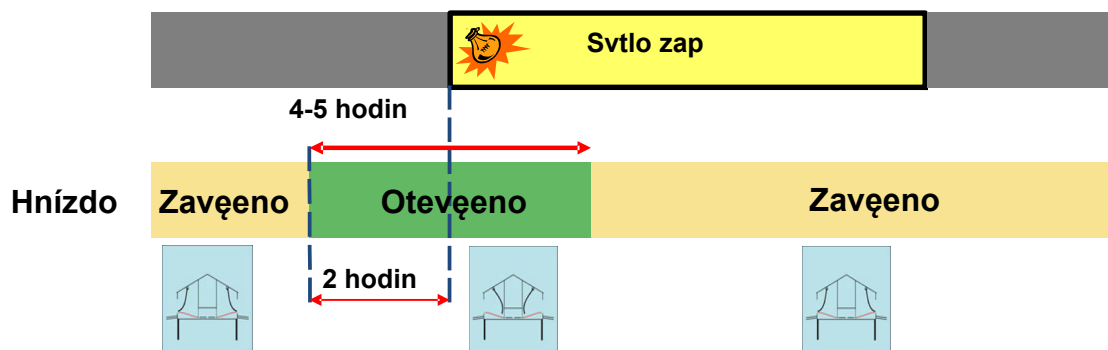 Svtlo zap
4-5 hodin
Hnízdo
Zavęeno
Otevęeno
Zavęeno
2 hodin